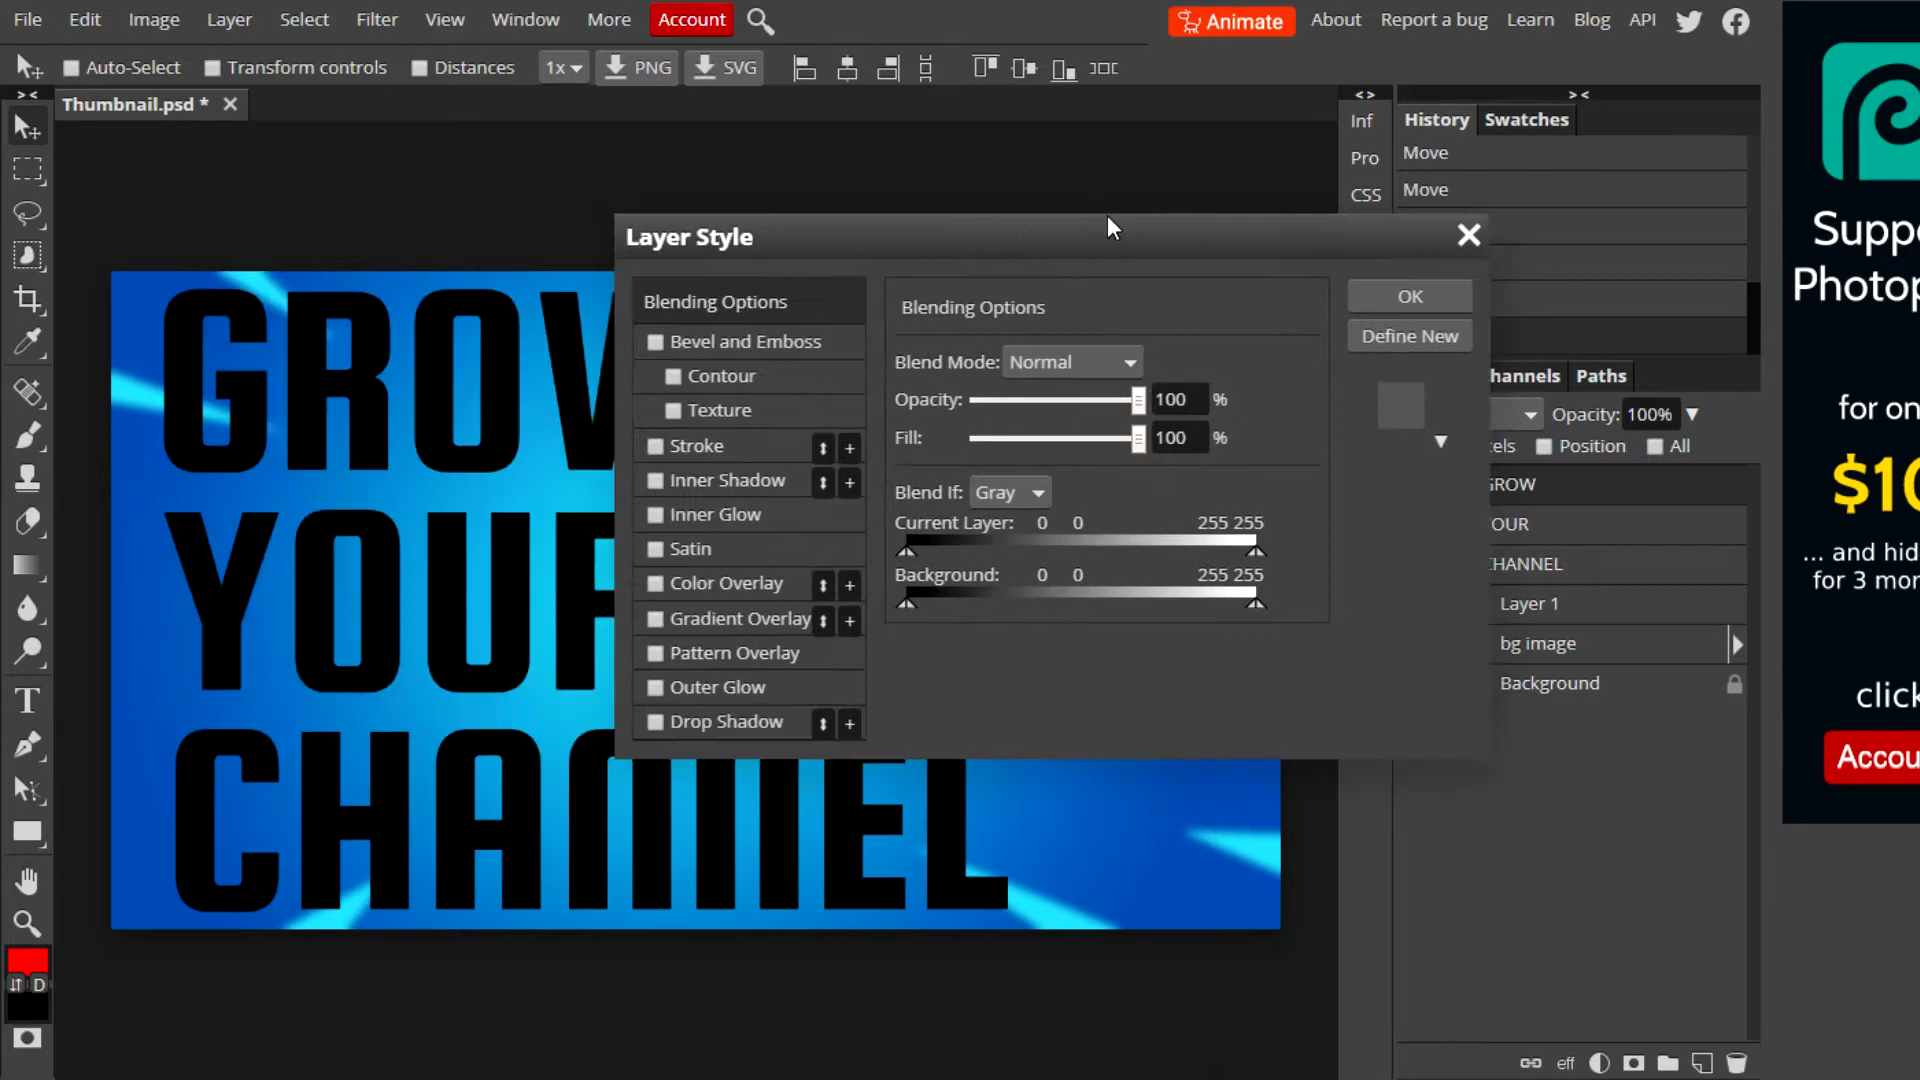 File Edit Image Layer Select Filter View Window More Account
Animate About Report a bug Learn Blog API
Auto-Select Transform controls Distances 1x PNG SVG
Thumbnail.psd *
Inf
Pro
CSS
History Swatches
Move
Move
Layer Style
Blending Options
Bevel and Emboss
Contour
Texture
Stroke
Inner Shadow
Inner Glow
Satin
Color Overlay
Gradient Overlay
Pattern Overlay
Outer Glow
Drop Shadow
Blending Options
Blend Mode: Normal
Opacity: 100 %
Fill: 100 %
Blend If: Gray
Current Layer: 0 0 255 255
Background: 0 0 255 255
OK
Define New
hannels Paths
Opacity: 100%
els Position All
GROW
OUR
CHANNEL
Layer 1
bg image
Background
eff
D
GROW
YOUR
CHANNEL
Suppo
Photop
for on
$10
... and hid
for 3 mor
click
Accou